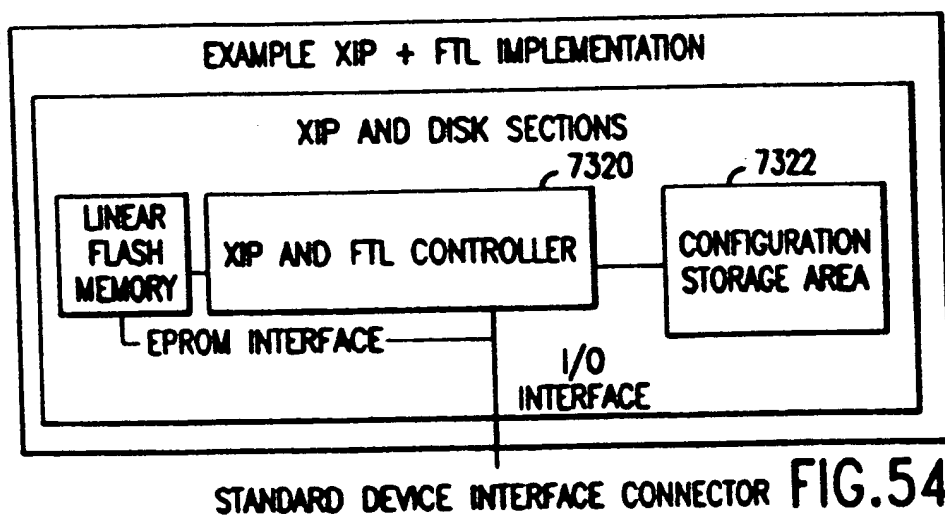 EXAMPLE XIP + FTL IMPLEMENTATION
XIP AND DISK SECTIONS
7320
7322
LINEAR
FLASH
MEMORY
XIP AND FTL CONTROLLER
CONFIGURATION
STORAGE AREA
EPROM INTERFACE
I/O
INTERFACE
STANDARD DEVICE INTERFACE CONNECTOR
FIG.54